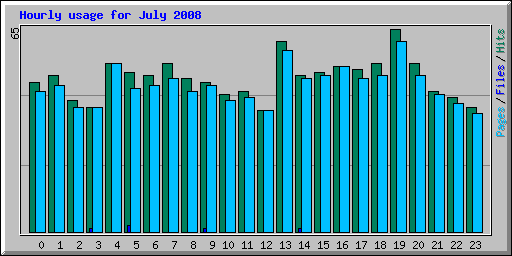 Hourly usage for July 2008
65
Pages / Files / Hits
0 1 2 3 4 5 6 7 8 9 10 11 12 13 14 15 16 17 18 19 20 21 22 23